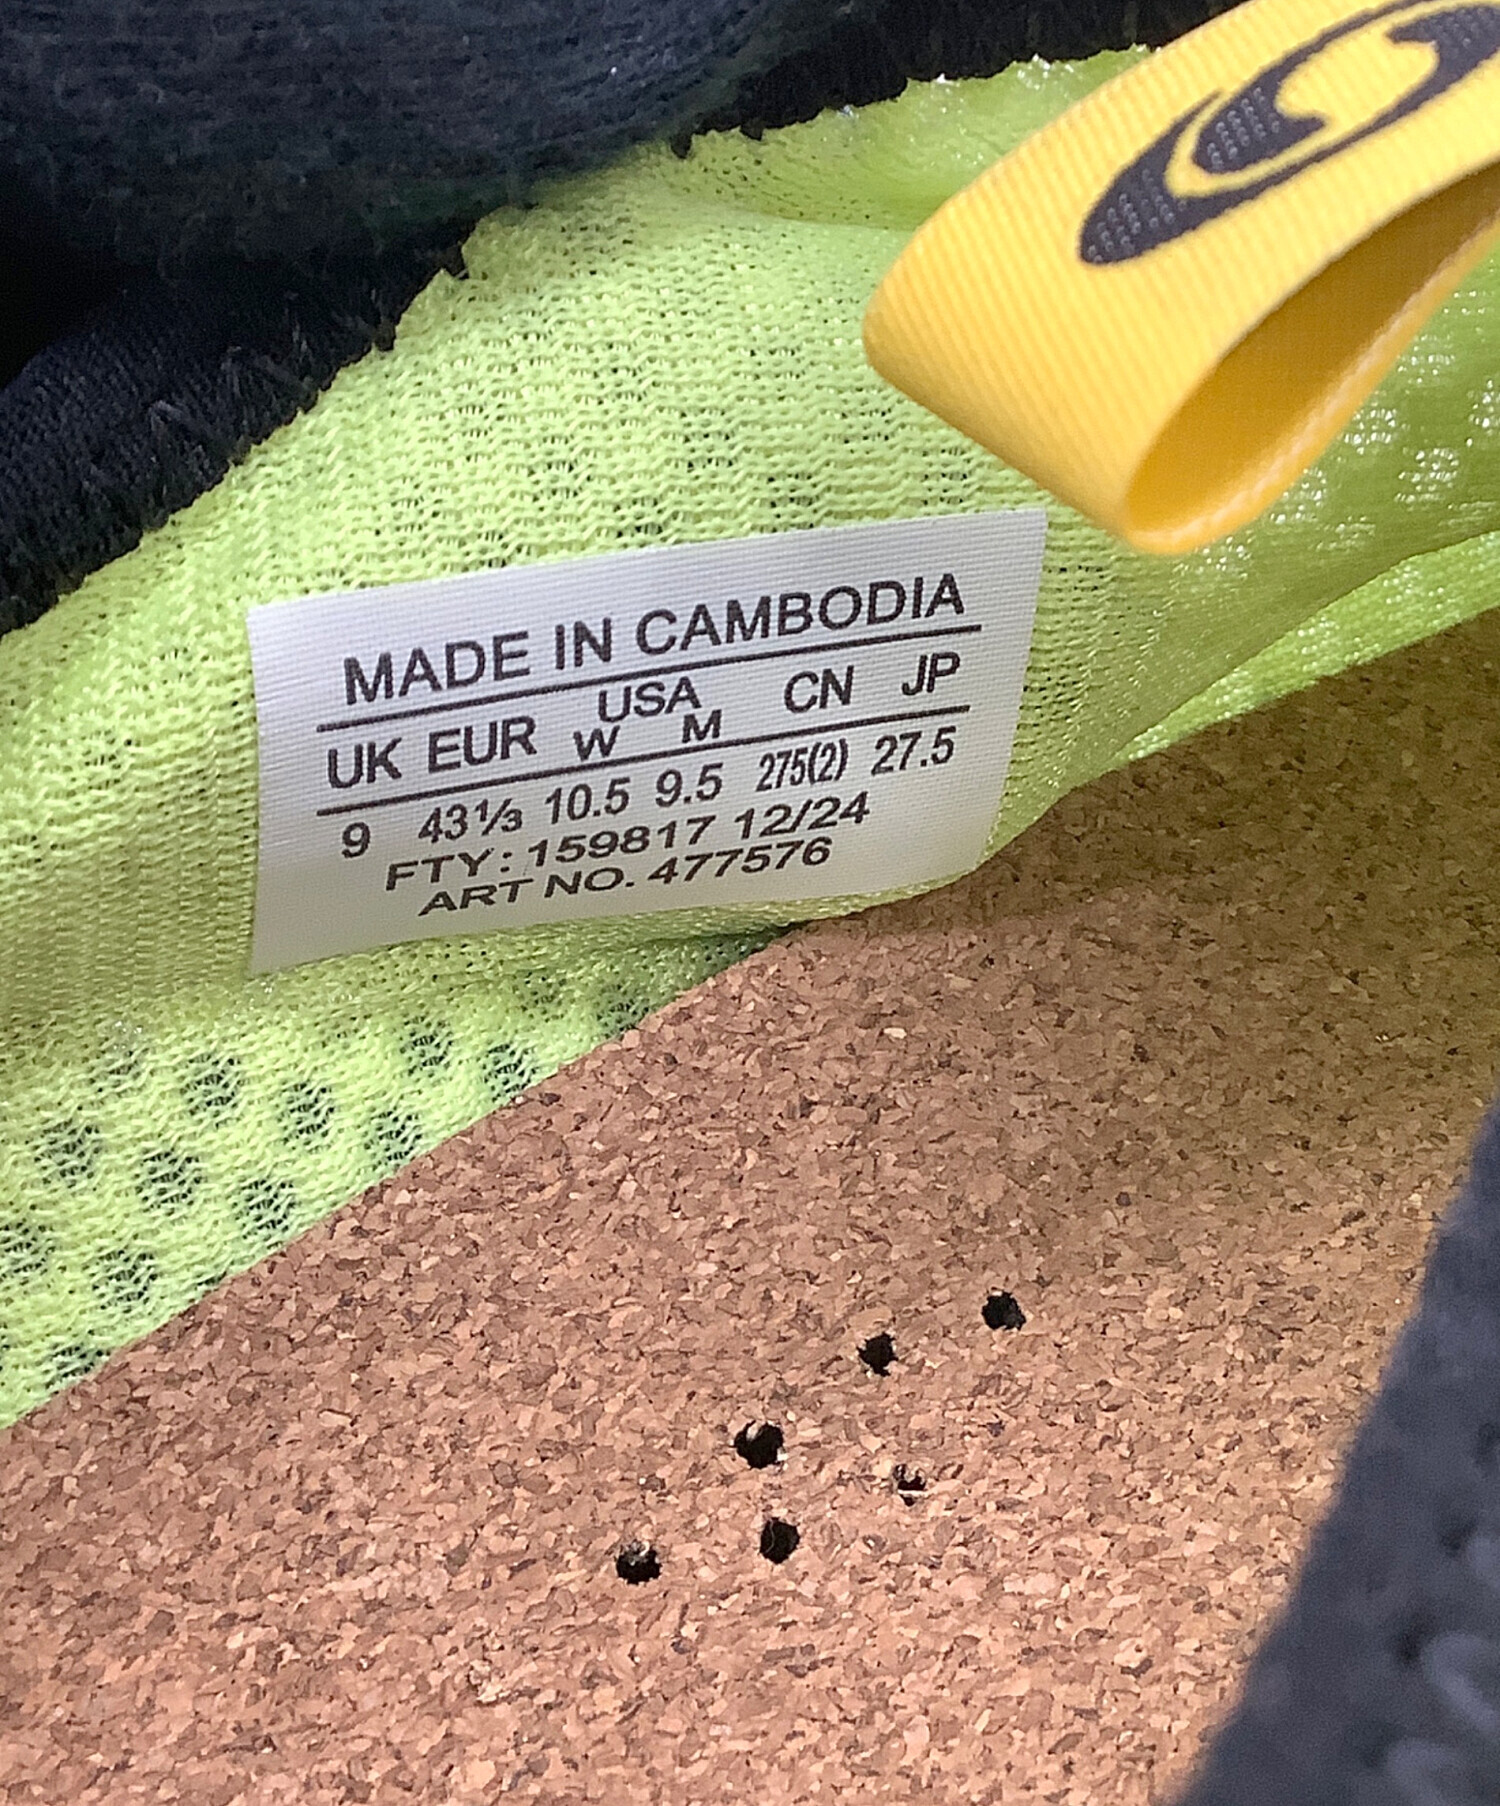 MADE IN CAMBODIA
UK EUR USA W M CN JP
9 43⅓ 10.5 9.5 275(2) 27.5
FTY: 159817 12/24
ART NO. 477576